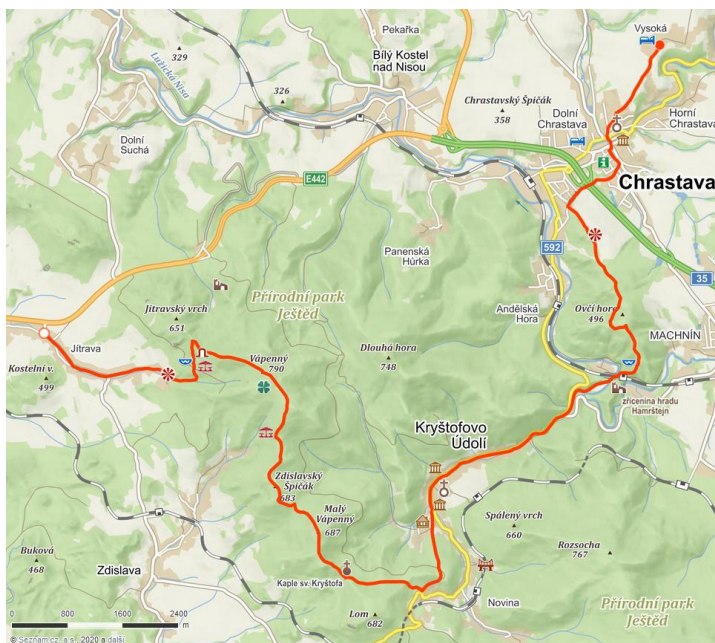 Vysoká
Pekařka
329
Bílý Kostel
nad Nisou
Lužická Nisa
326
Chrastavský Špičák
358
Dolní
Chrastava
Horní
Chrastava
Dolní
Suchá
E442
Chrastava
592
Panenská
Hůrka
35
Přírodní park
Ještěd
Jítravský vrch
651
Andělská
Hora
Ovčí hora
496
MACHNÍN
Jítrava
Kostelní v.
499
Vápenný
790
Dlouhá hora
748
zřícenina hradu
Hamrštejn
Kryštofovo
Údolí
Zdislavský
Špičák
683
Malý
Vápenný
687
Spálený vrch
660
Rozsocha
767
Buková
468
Zdislava
Kaple sv. Kryštofa
Lom
682
Novina
Přírodní park
Ještěd
0 800 1600 2400
m
© Seznam.cz, a.s., 2020 a další